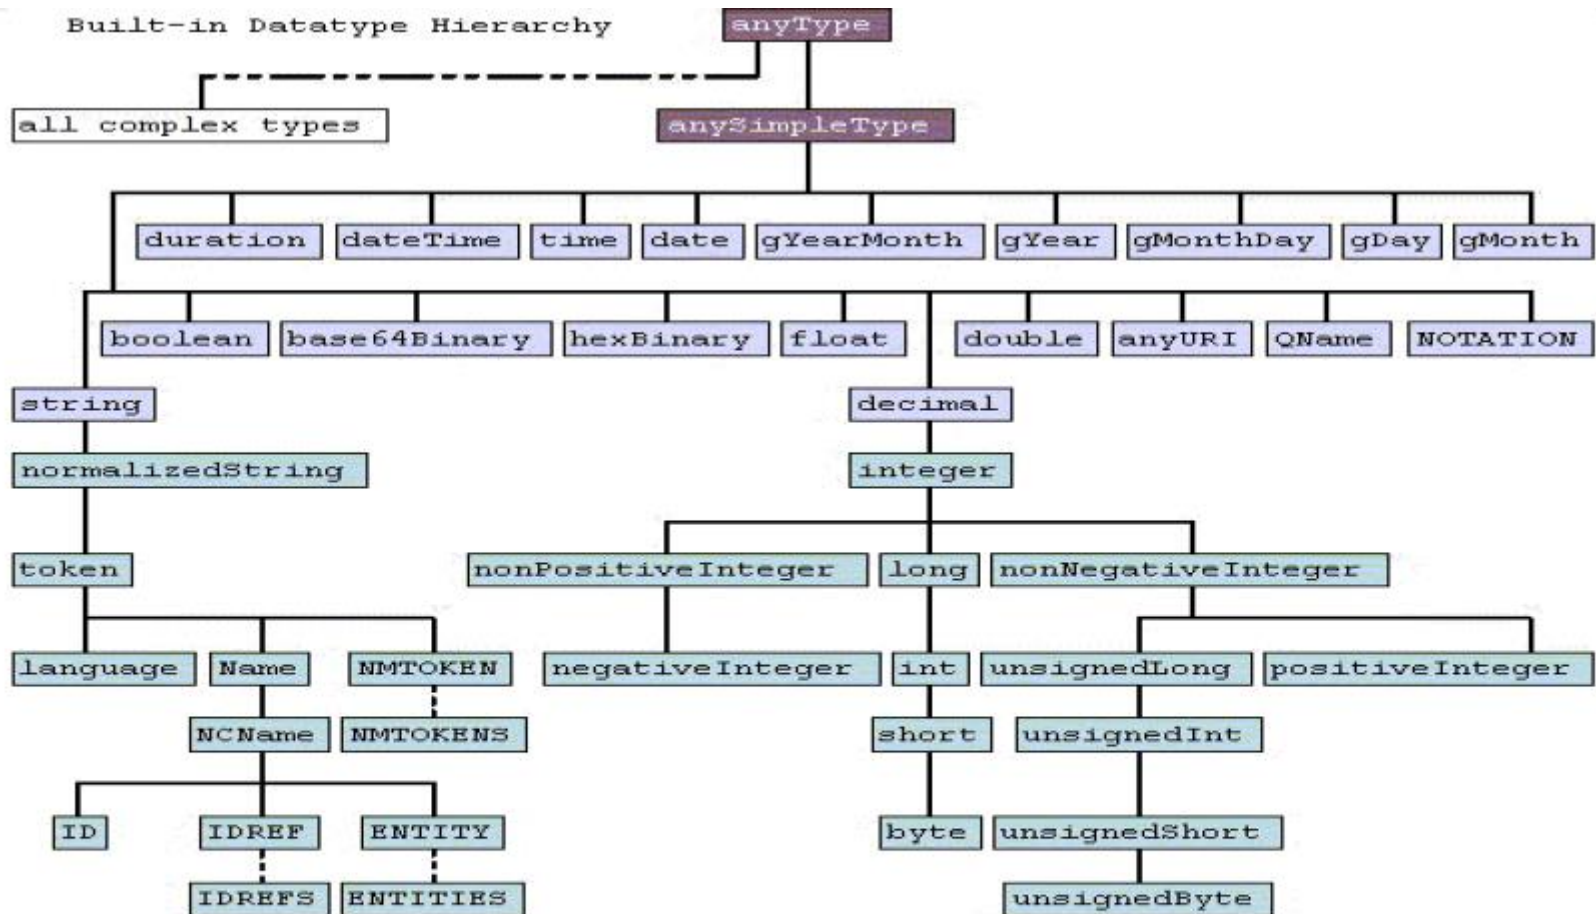 Built-in Datatype Hierarchy
anyType
all complex types
anySimpleType
duration dateTime time date gYearMonth gYear gMonthDay gDay gMonth
boolean base64Binary hexBinary float double anyURI QName NOTATION
string decimal
normalizedString integer
token nonPositiveInteger long nonNegativeInteger
language Name NMTOKEN negativeInteger int unsignedLong positiveInteger
NCName NMTOKENS short unsignedInt
ID IDREF ENTITY byte unsignedShort
IDREFS ENTITIES unsignedByte